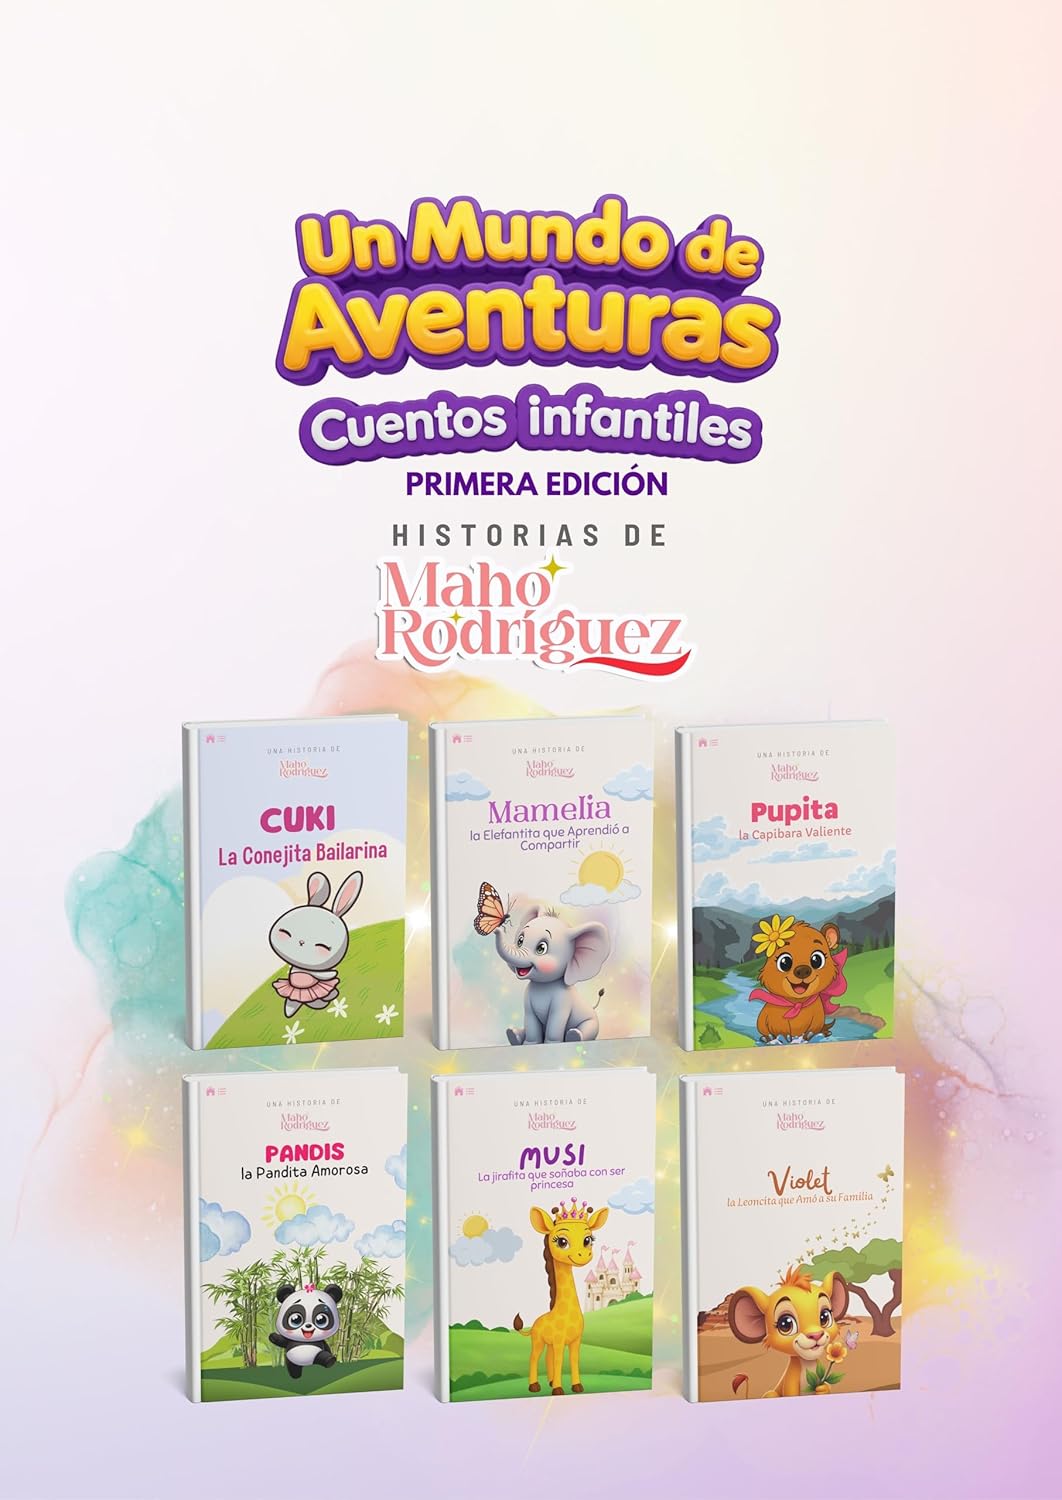 Un Mundo de
Aventuras
Cuentos infantiles
PRIMERA EDICIÓN
HISTORIAS DE
Maho
Rodríguez
UNA HISTORIA DE
Maho
Rodríguez
CUKI
La Conejita Bailarina
UNA HISTORIA DE
Maho
Rodríguez
Mamelia
la Elefantita que Aprendió a
Compartir
UNA HISTORIA DE
Maho
Rodríguez
Pupita
la Capibara Valiente
UNA HISTORIA DE
Maho
Rodríguez
PANDIS
la Pandita Amorosa
UNA HISTORIA DE
Maho
Rodríguez
MUSI
La jirafita que soñaba con ser
princesa
UNA HISTORIA DE
Maho
Rodríguez
Violet
la Leoncita que Amó a su Familia